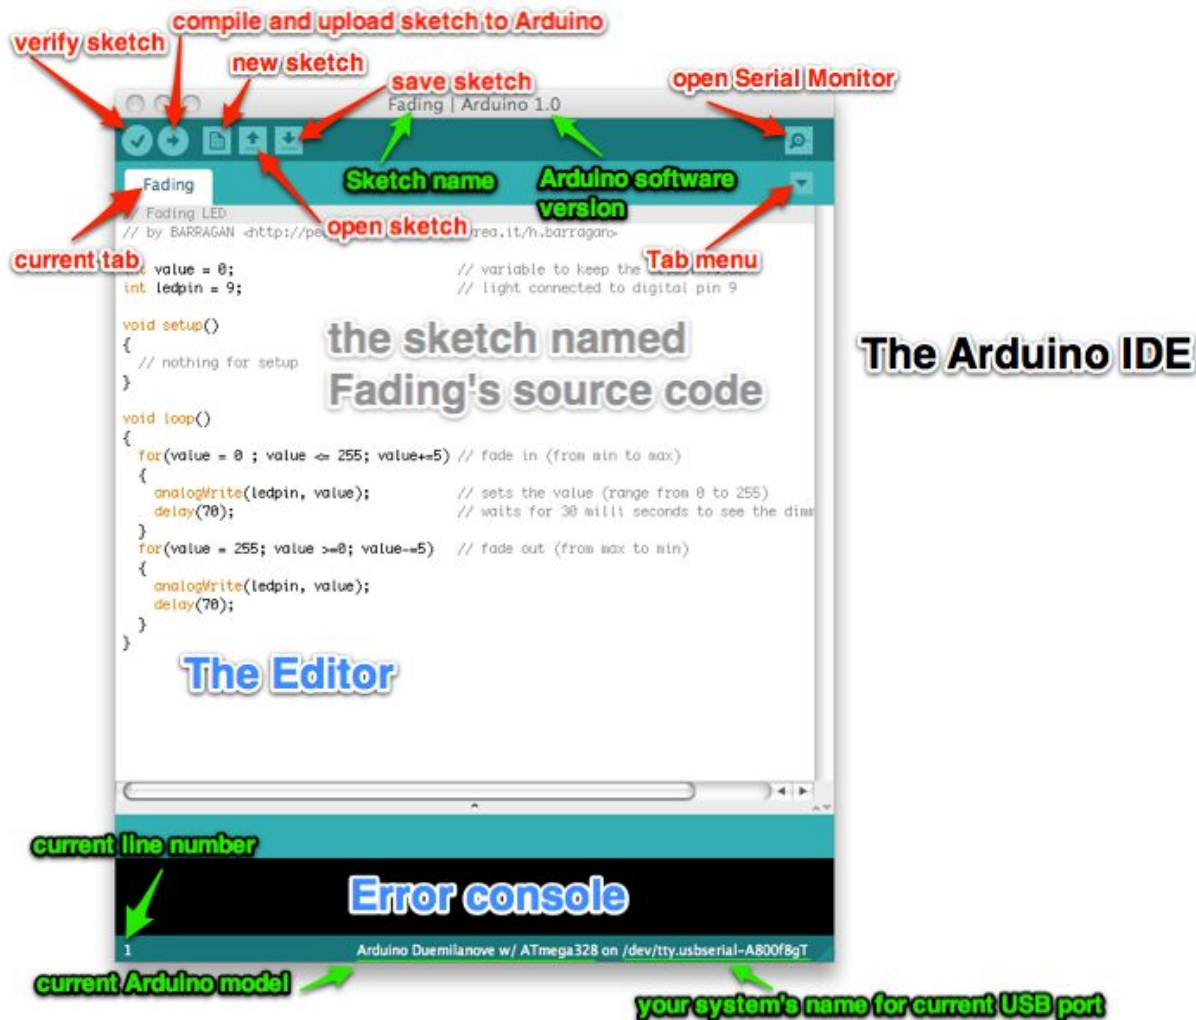 compile and upload sketch to Arduino
verify sketch
new sketch
save sketch
open Serial Monitor
Fading | Arduino 1.0
Sketch name
Arduino software
version
Fading
open sketch
current tab
Tab menu
// Fading LED
// by BARRAGAN <http://pe rea.it/h.barragan>
value = 0; // variable to keep the
int ledpin = 9; // light connected to digital pin 9
void setup()
{
// nothing for setup
}
the sketch named
Fading's source code
The Arduino IDE
void loop()
{
for(value = 0 ; value <= 255; value+=5) // fade in (from min to max)
{
analogWrite(ledpin, value); // sets the value (range from 0 to 255)
delay(70); // waits for 30 milli seconds to see the dimm
}
for(value = 255; value >=0; value-=5) // fade out (from max to min)
{
analogWrite(ledpin, value);
delay(70);
}
}
The Editor
current line number
Error console
1
Arduino Duemilanove w/ ATmega328 on /dev/tty.usbserial-A800f8gT
current Arduino model
your system's name for current USB port